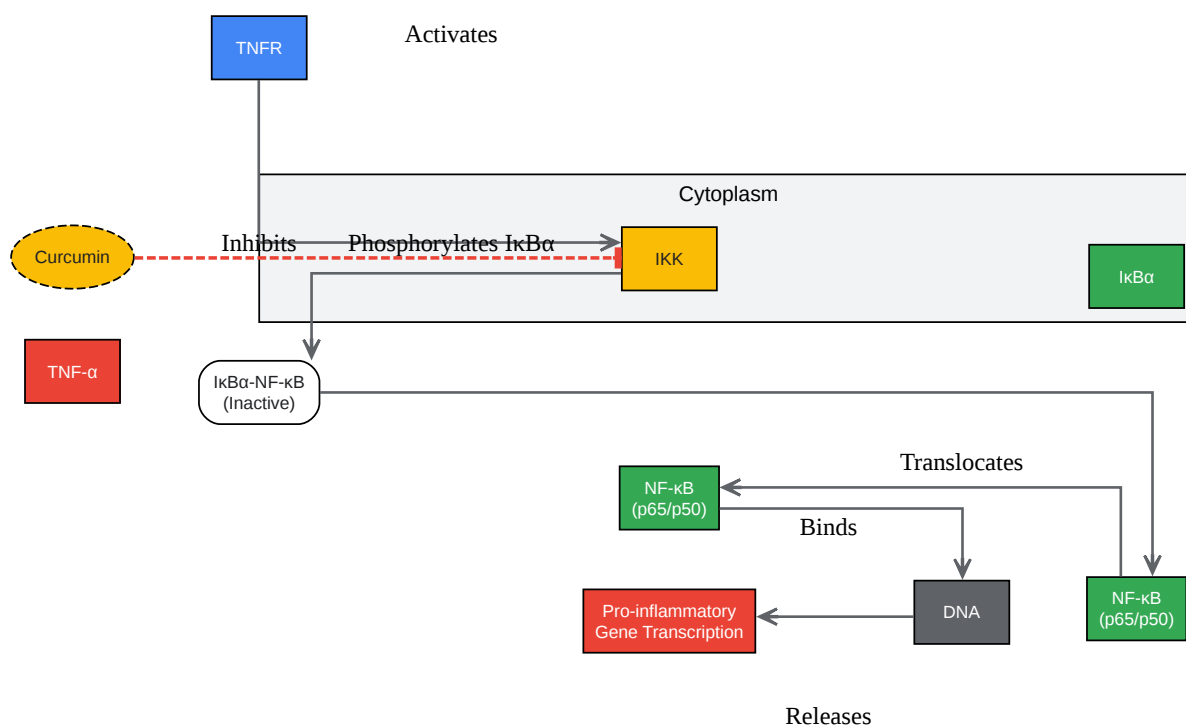 TNFR
Activates
Cytoplasm
Inhibits
Phosphorylates IκBα
Curcumin
IKK
IκBα
TNF-α
IκBα-NF-κB
(Inactive)
Translocates
NF-κB
(p65/p50)
Binds
Pro-inflammatory
Gene Transcription
DNA
NF-κB
(p65/p50)
Releases